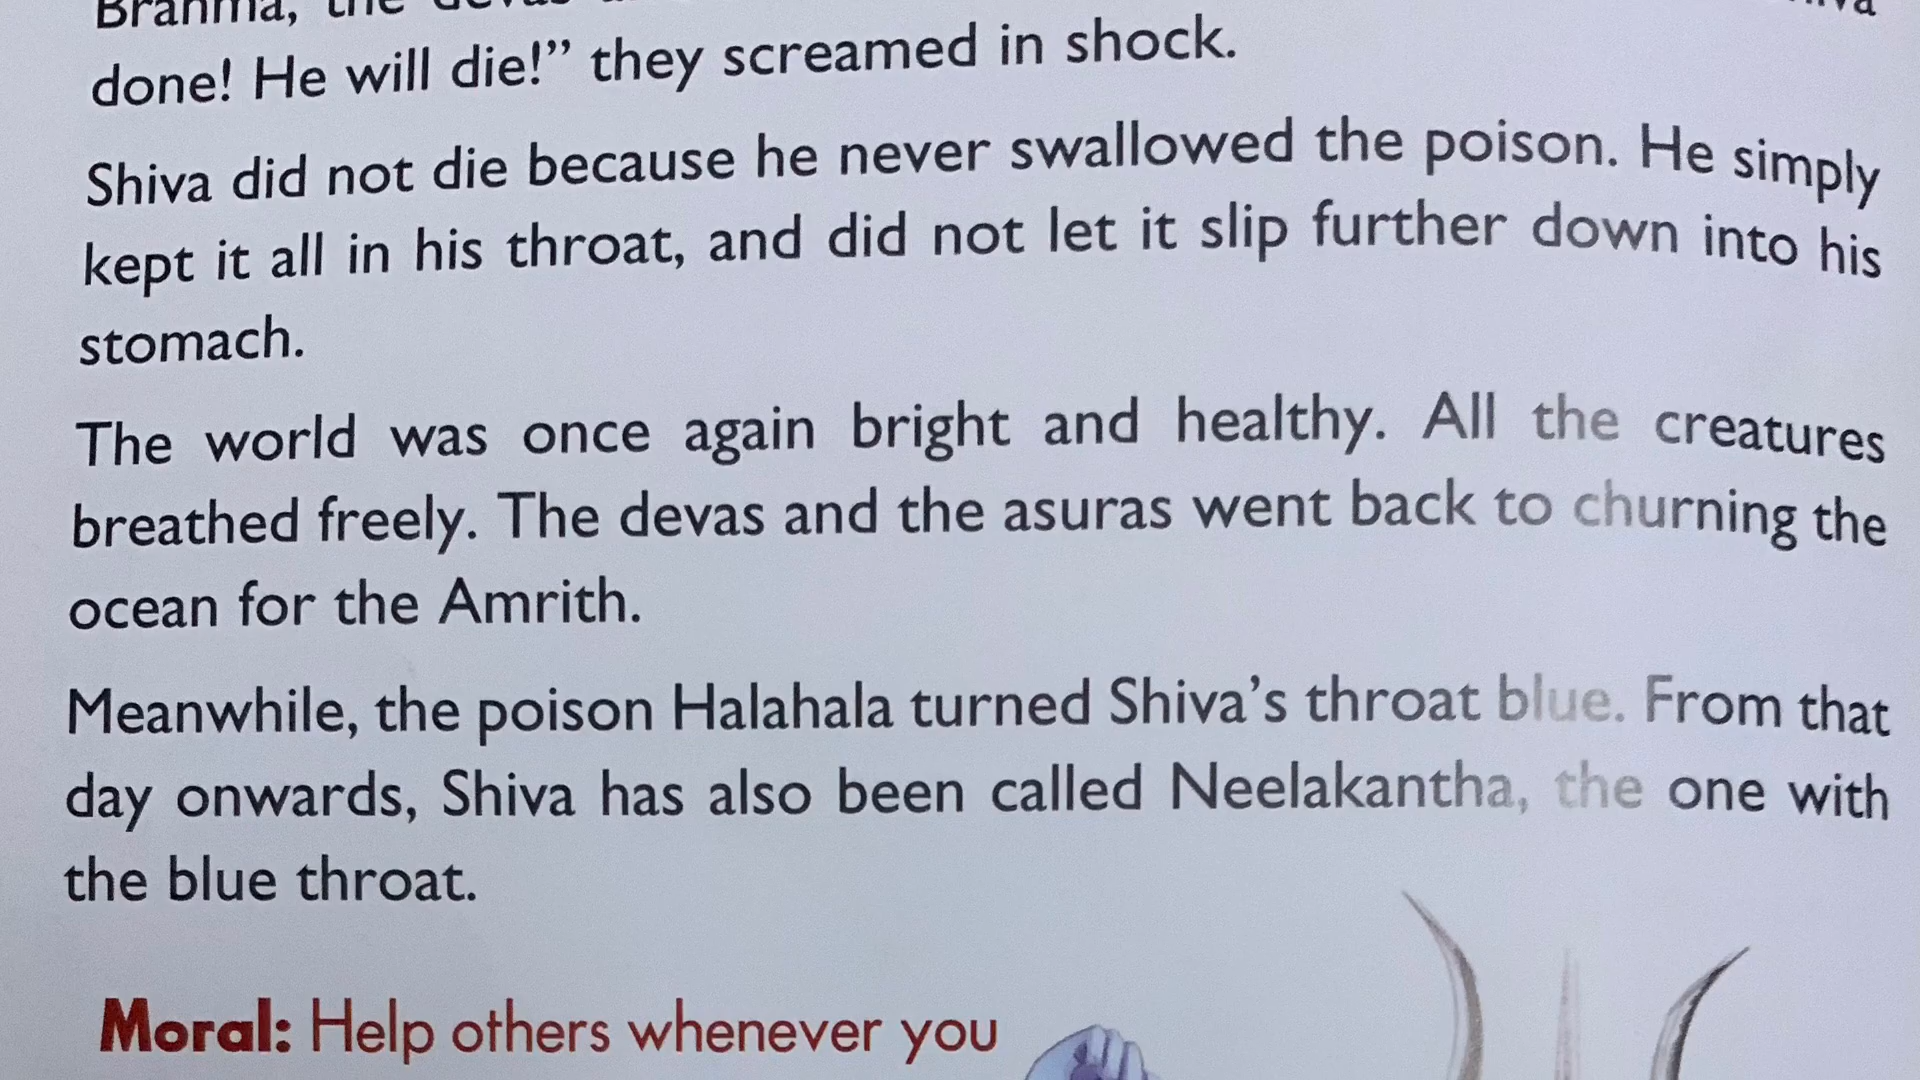 Brahma, the devas
done! He will die!” they screamed in shock.
Shiva did not die because he never swallowed the poison. He simply
kept it all in his throat, and did not let it slip further down into his
stomach.
The world was once again bright and healthy. All the creatures
breathed freely. The devas and the asuras went back to churning the
ocean for the Amrith.
Meanwhile, the poison Halahala turned Shiva’s throat blue. From that
day onwards, Shiva has also been called Neelakantha, the one with
the blue throat.
Moral: Help others whenever you